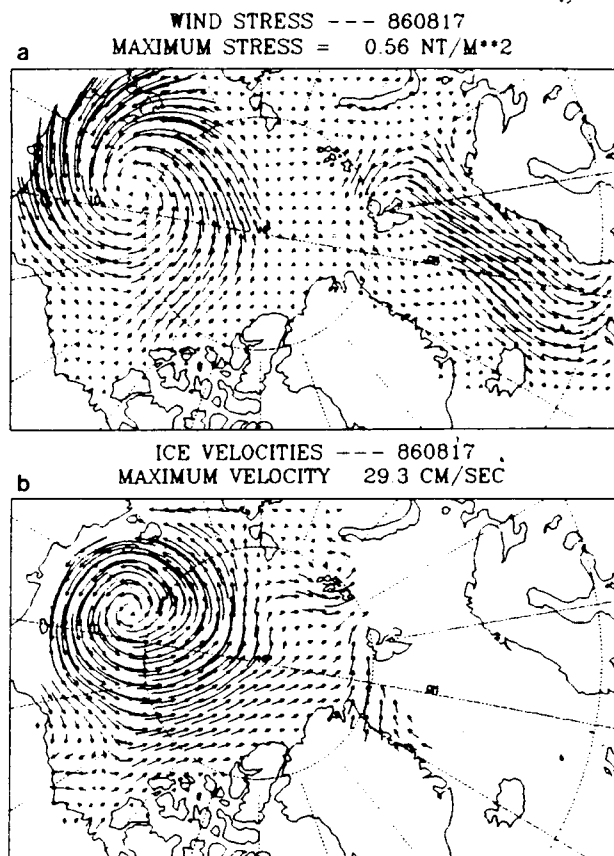 WIND STRESS --- 860817
a
MAXIMUM STRESS = 0.56 NT/M**2
ICE VELOCITIES --- 860817
b
MAXIMUM VELOCITY 29.3 CM/SEC